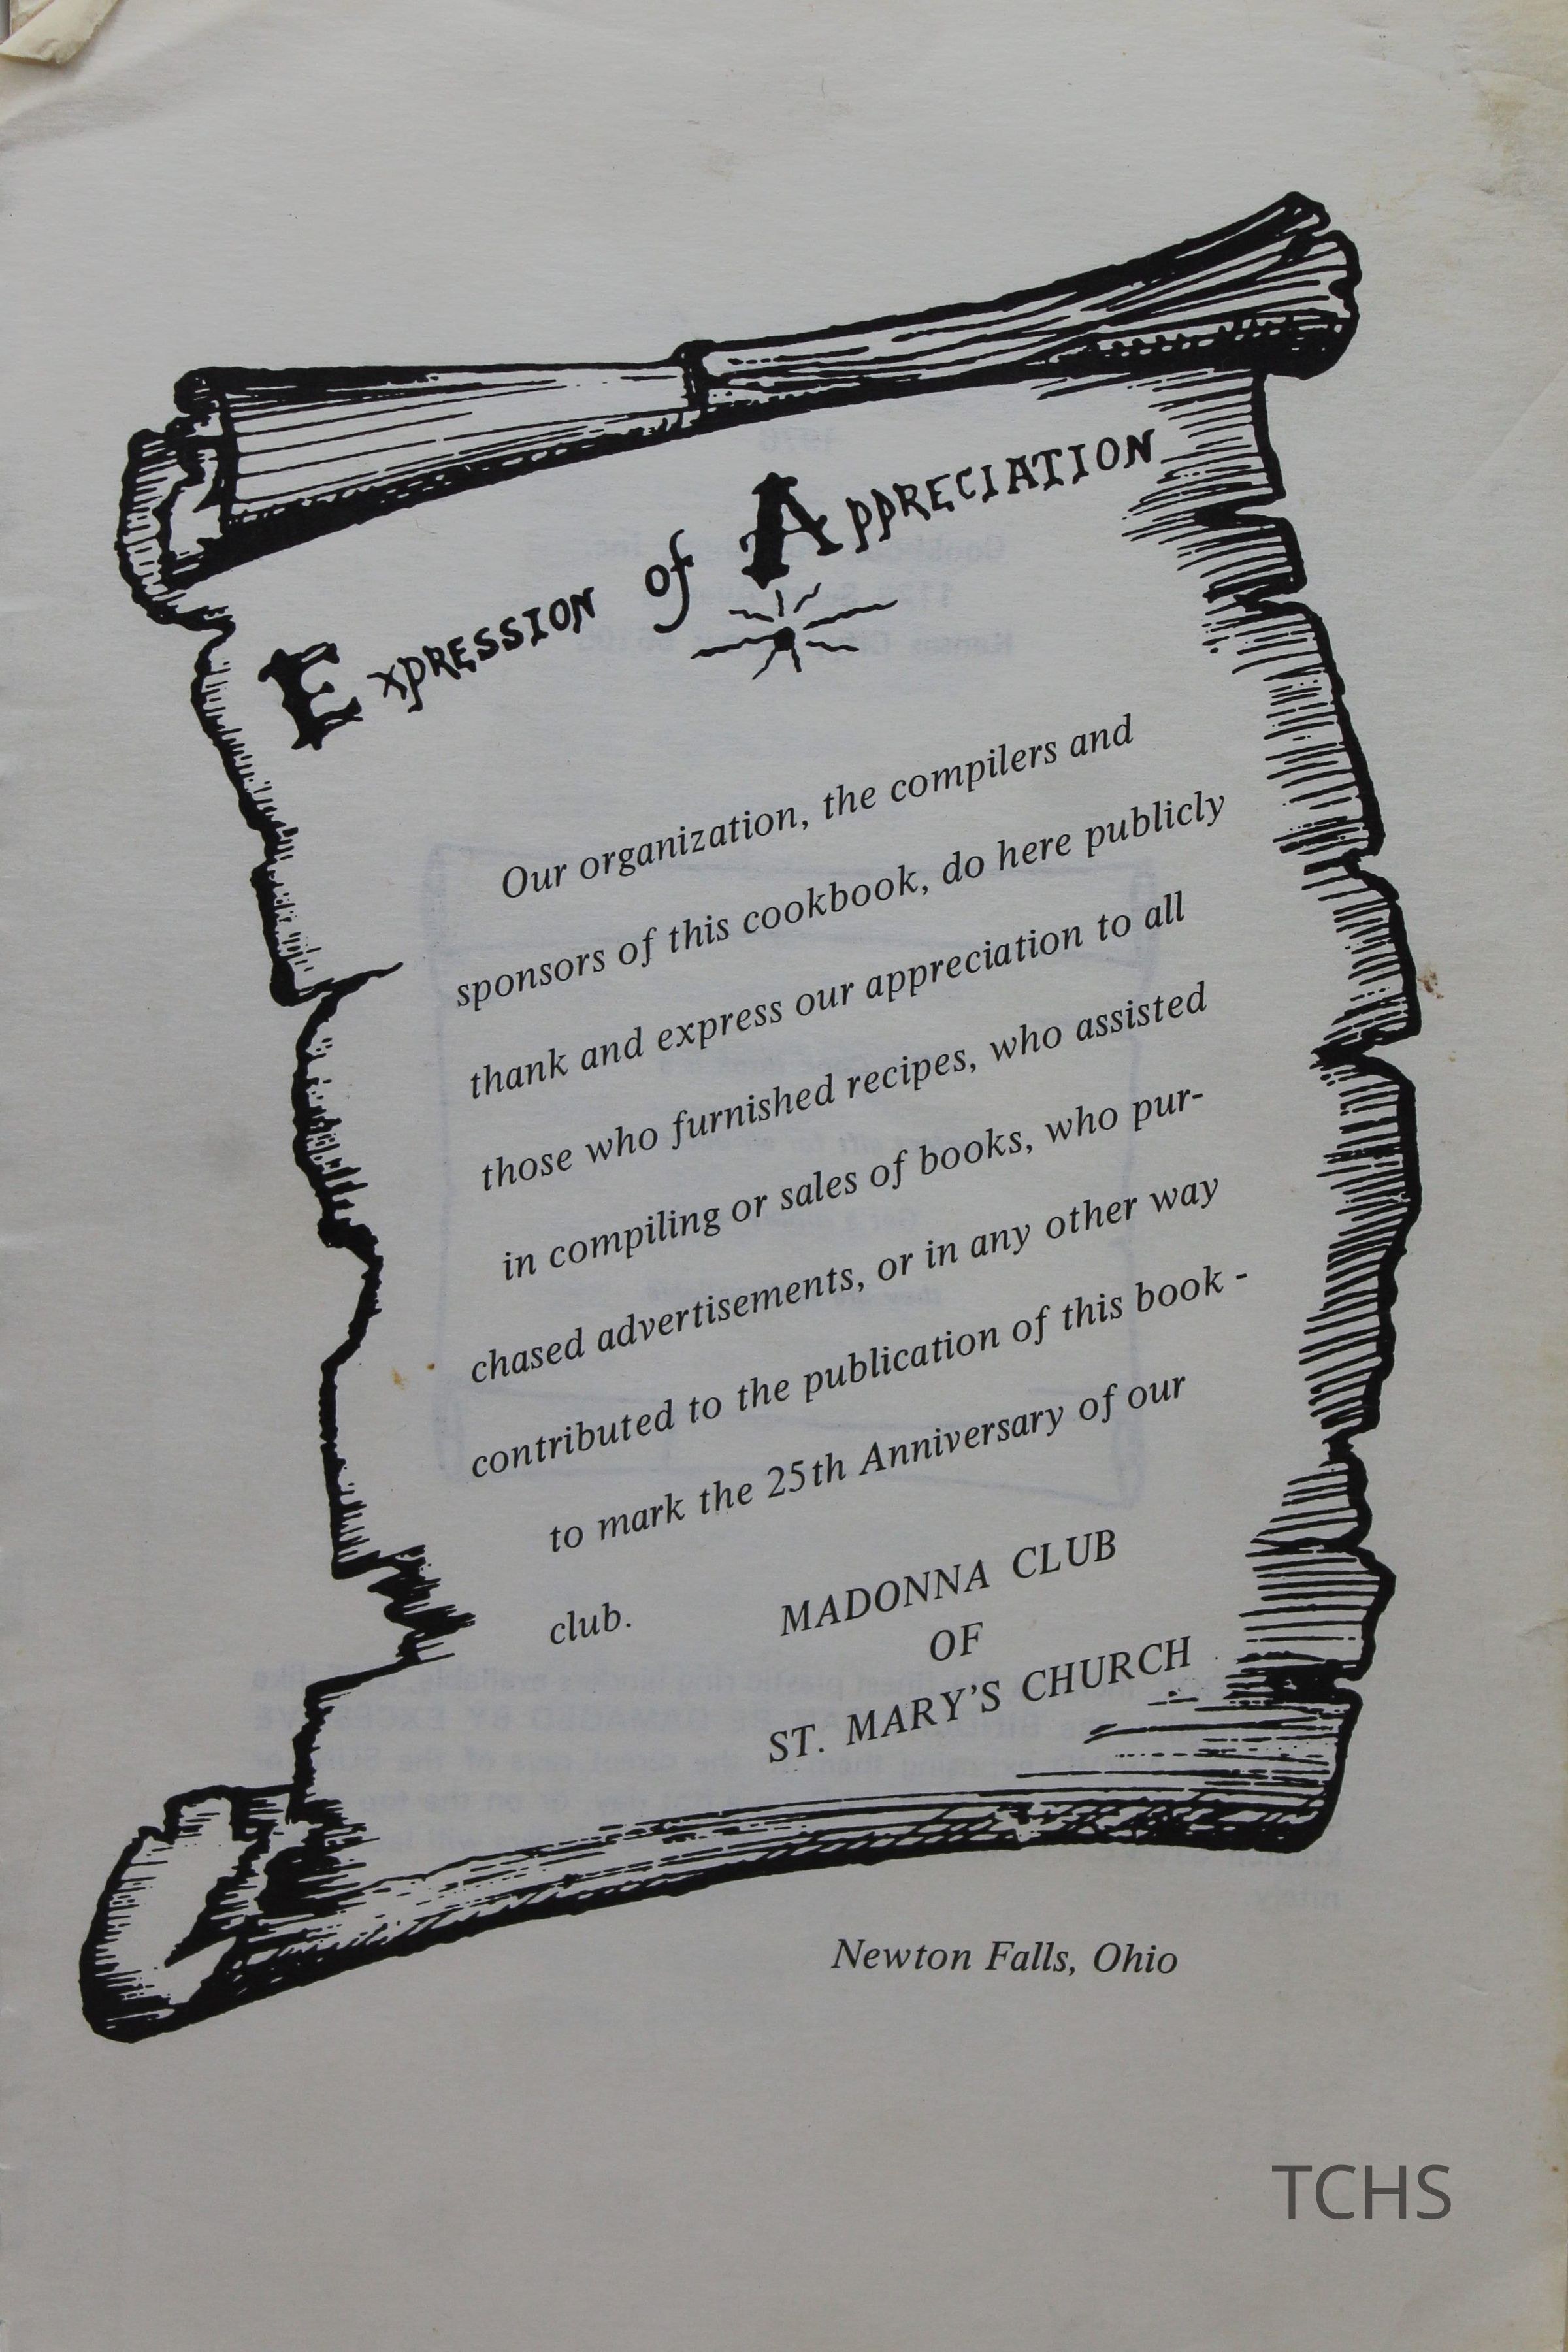 Expression of Appreciation
Our organization, the compilers and
sponsors of this cookbook, do here publicly
thank and express our appreciation to all
those who furnished recipes, who assisted
in compiling or sales of books, who pur-
chased advertisements, or in any other way
contributed to the publication of this book -
to mark the 25th Anniversary of our
club.
MADONNA CLUB
OF
ST. MARY'S CHURCH
Newton Falls, Ohio
TCHS